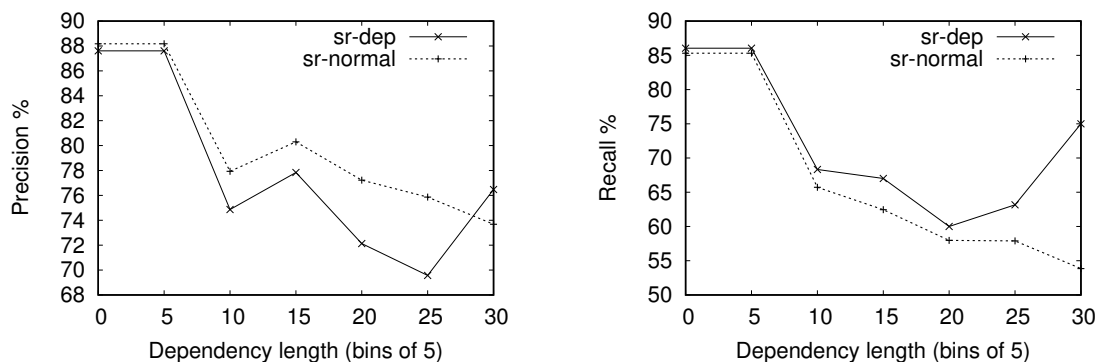 Precision %
90
88
86
84
82
80
78
76
74
72
70
68
sr-dep
sr-normal
0 5 10 15 20 25 30
Dependency length (bins of 5)
Recall %
90
85
80
75
70
65
60
55
50
sr-dep
sr-normal
0 5 10 15 20 25 30
Dependency length (bins of 5)